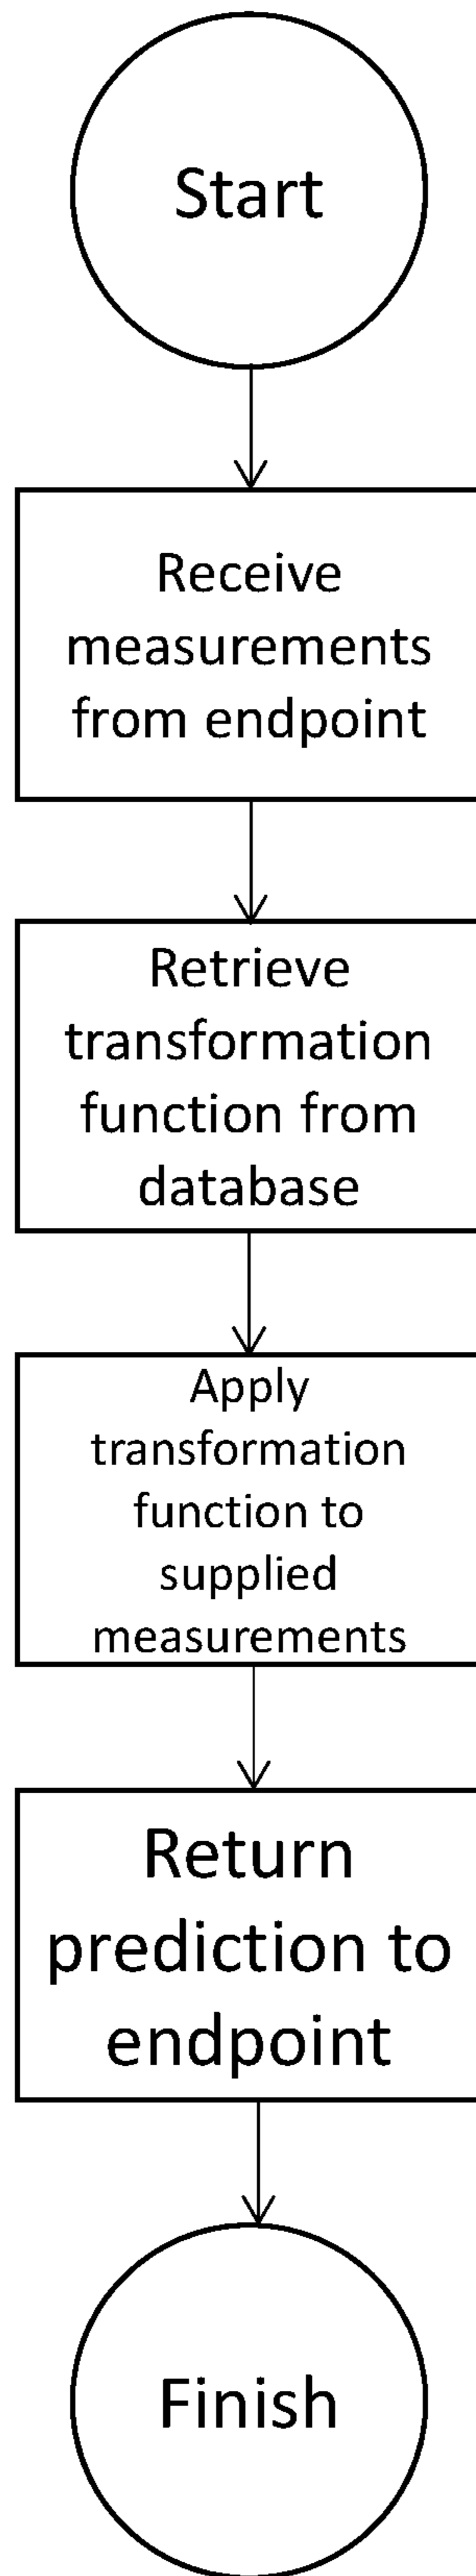 Start
Receive
measurements
from endpoint
Retrieve
transformation
function from
database
Apply
transformation
function to
supplied
measurements
Return
prediction to
endpoint
Finish